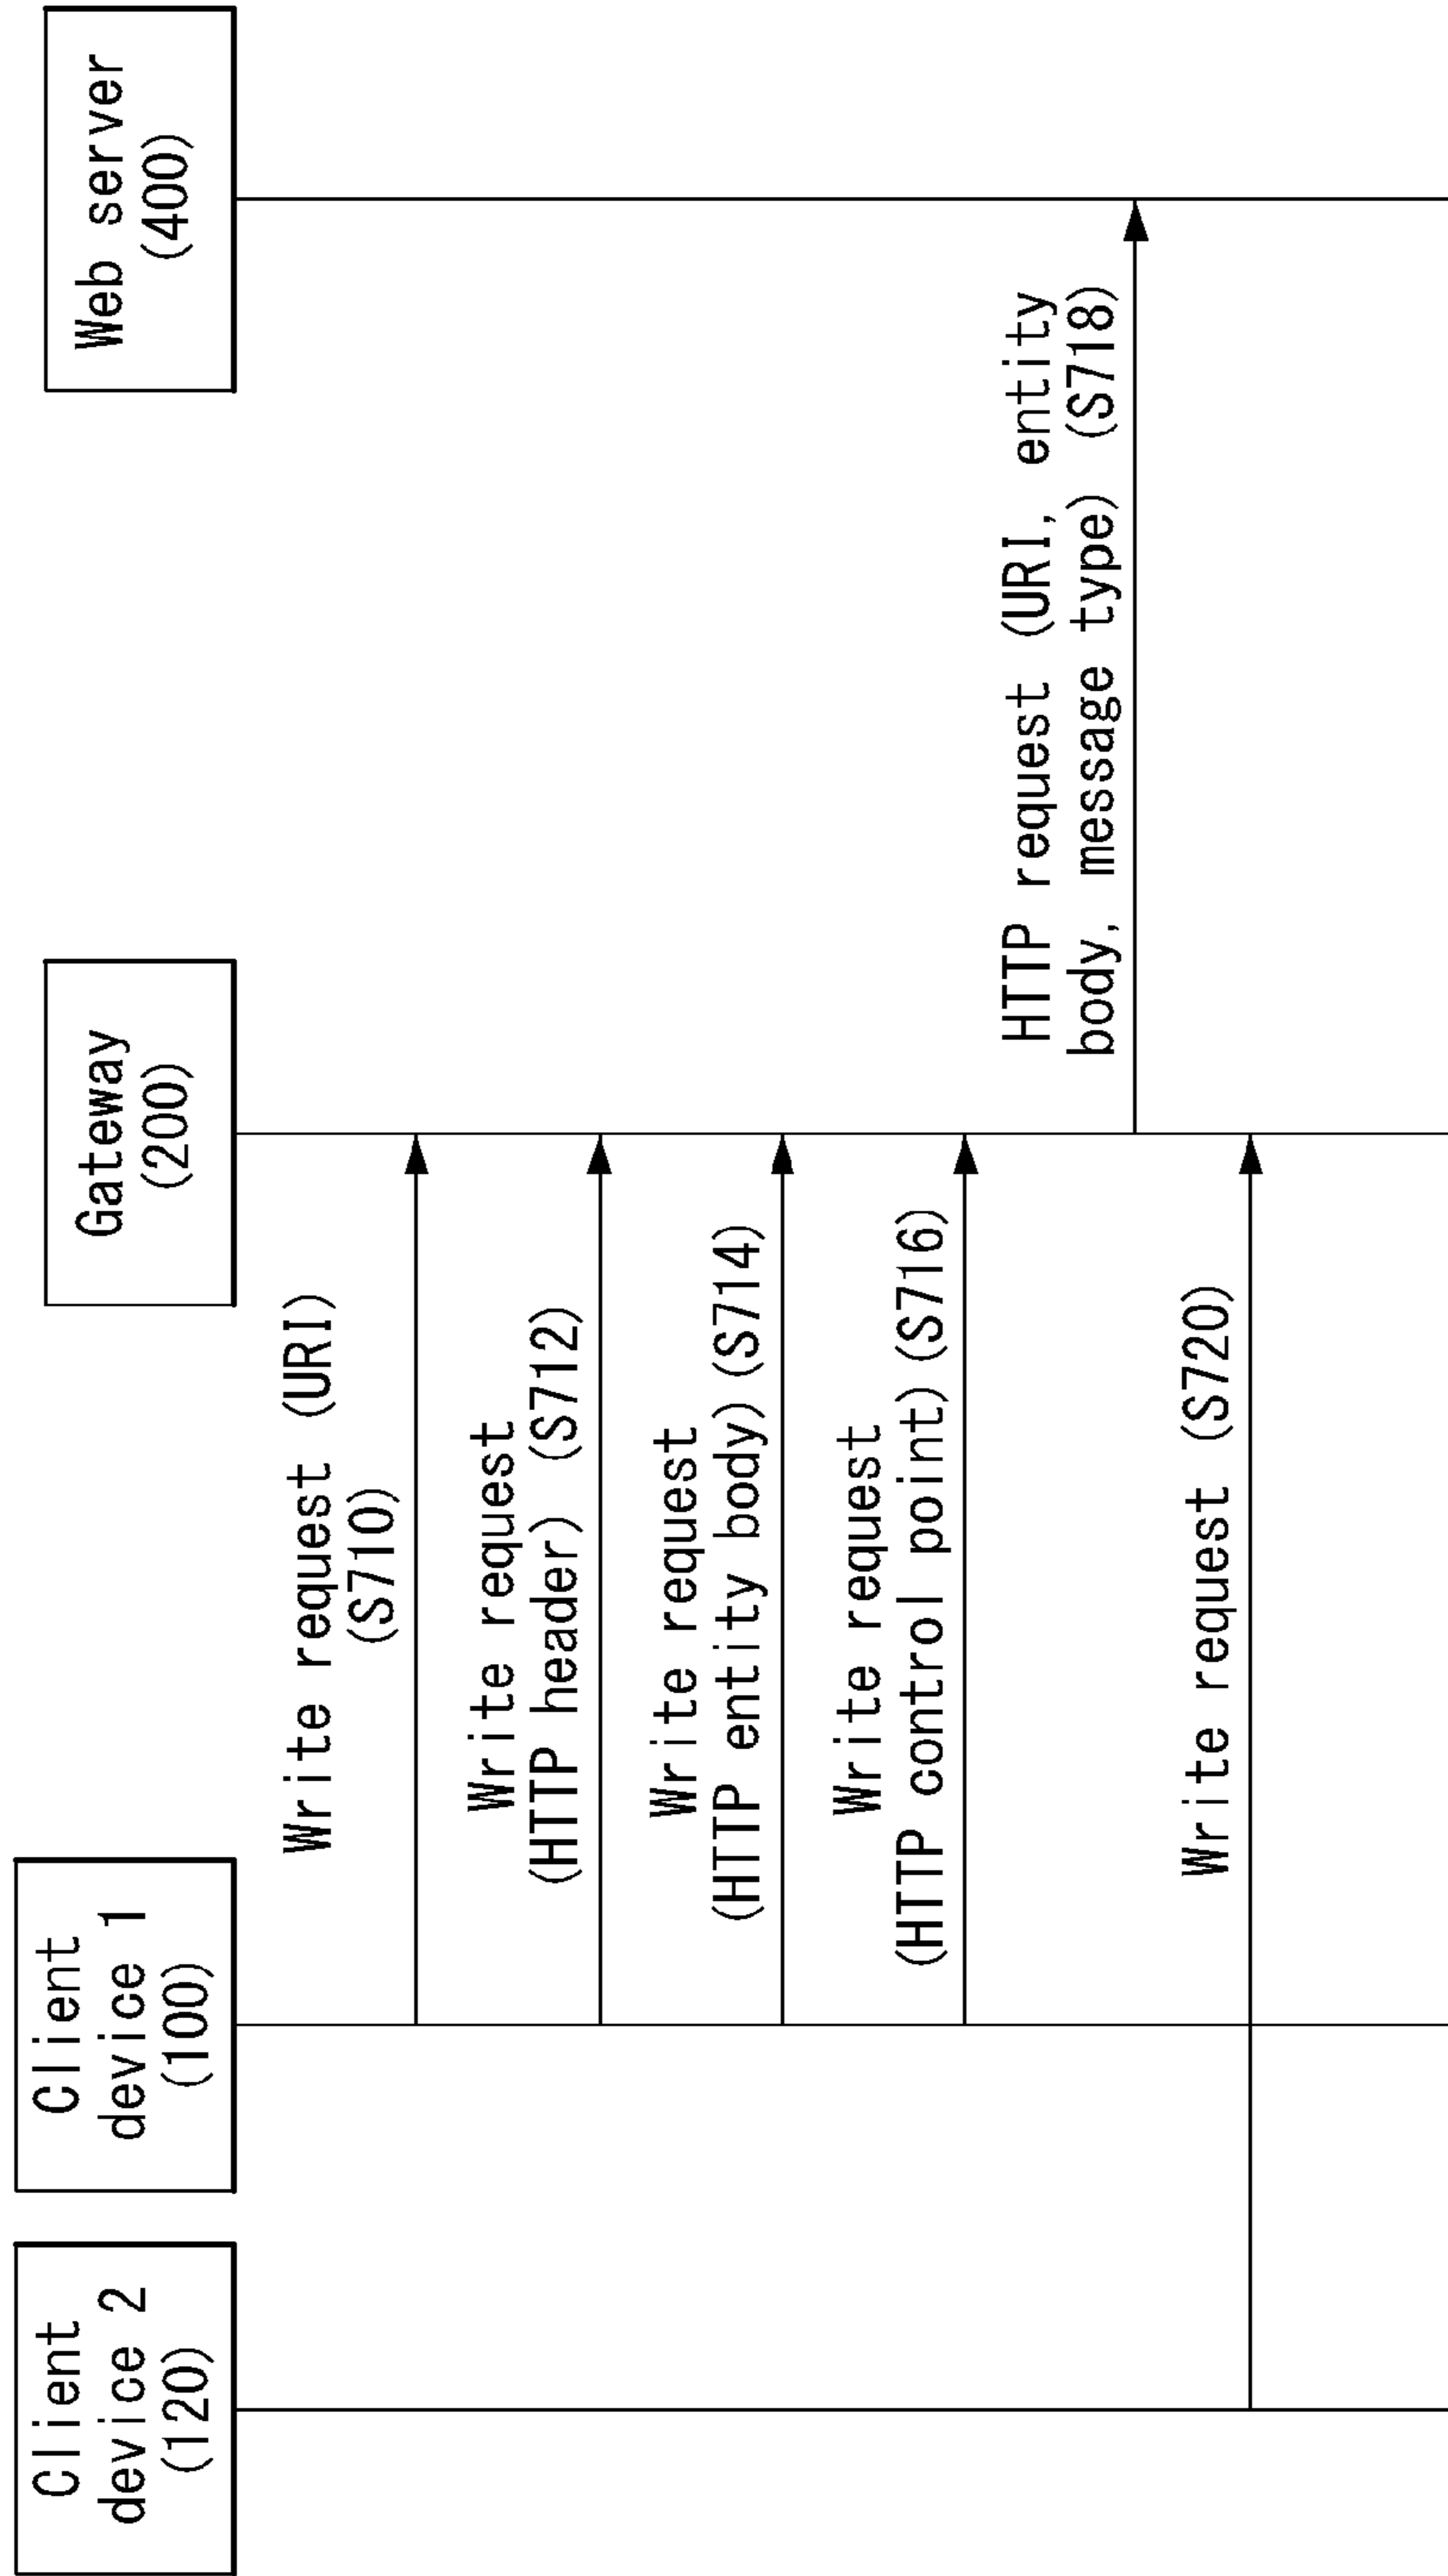 Client
device 2
(120)
Client
device 1
(100)
Gateway
(200)
Web server
(400)
Write request (URI)
(S710)
Write request
(HTTP header) (S712)
Write request
(HTTP entity body) (S714)
Write request
(HTTP control point) (S716)
HTTP request (URI, entity
body, message type) (S718)
Write request (S720)